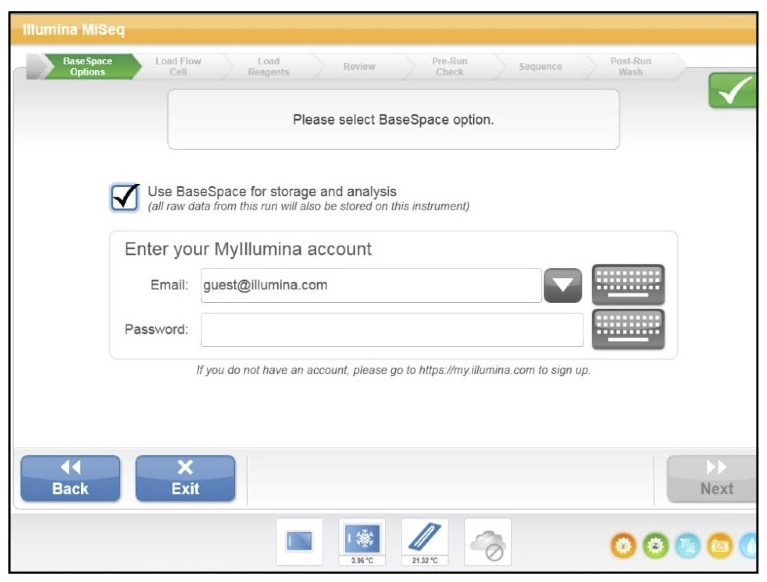 Illumina MiSeq
BaseSpace Options
Load Flow Cell
Load Reagents
Review
Pre-Run Check
Sequence
Post-Run Wash
Please select BaseSpace option.
Use BaseSpace for storage and analysis
(all raw data from this run will also be stored on this instrument)
Enter your MyIllumina account
Email: guest@illumina.com
Password:
If you do not have an account, please go to https://my.illumina.com to sign up.
Back
Exit
Next
3.96 °C
21.32 °C